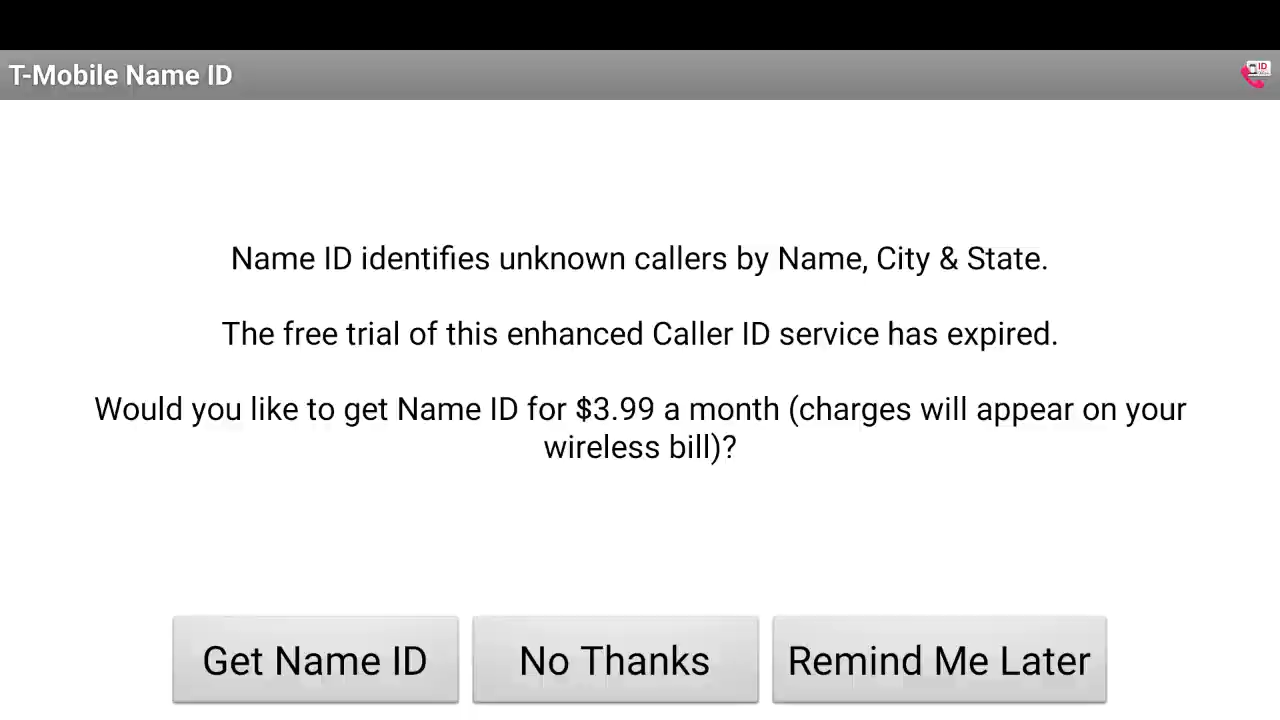 T-Mobile Name ID
ID
Name ID identifies unknown callers by Name, City & State.
The free trial of this enhanced Caller ID service has expired.
Would you like to get Name ID for $3.99 a month (charges will appear on your
wireless bill)?
Get Name ID
No Thanks
Remind Me Later